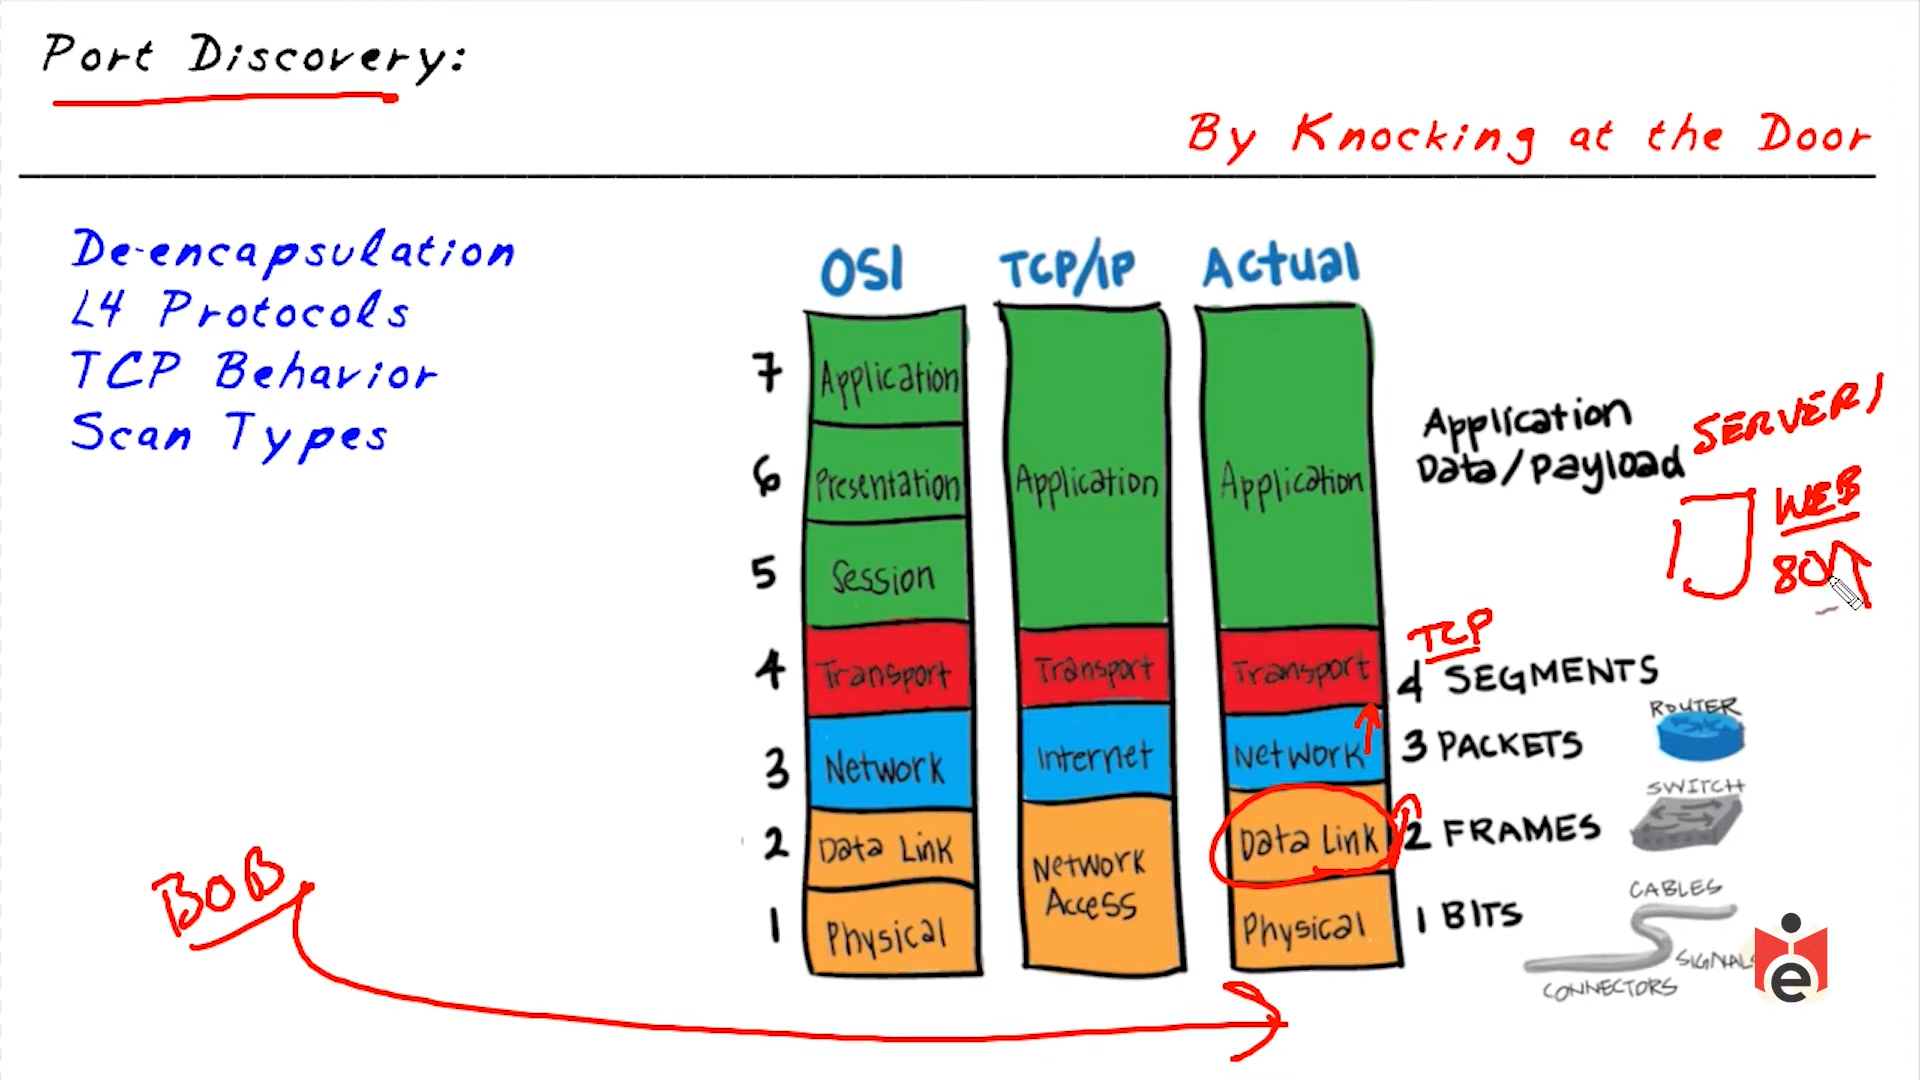 Port Discovery:
By Knocking at the Door
De-encapsulation
L4 Protocols
TCP Behavior
Scan Types
OSI
TCP/IP
Actual
7
Application
6
Presentation
5
Session
4
Transport
3
Network
2
Data Link
1
Physical
Application
Transport
Internet
Network
Access
Application
Transport
Network
Data Link
Physical
Application
Data/Payload
SERVER1
WEB
80
TCP
4 SEGMENTS
3 PACKETS
2 FRAMES
1 BITS
ROUTER
SWITCH
CABLES
SIGNALS
CONNECTORS
BOB
e